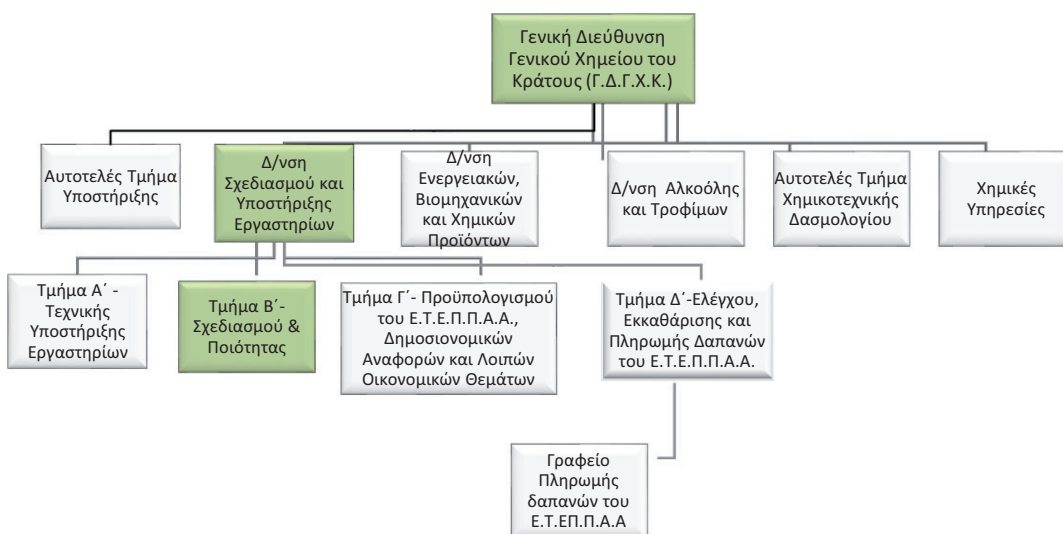 Γενική Διεύθυνση
Γενικού Χημείου του
Κράτους (Γ.Δ.Γ.Χ.Κ.)
Αυτοτελές Τμήμα
Υποστήριξης
Δ/νση
Σχεδιασμού και
Υποστήριξης
Εργαστηρίων
Δ/νση
Ενεργειακών,
Βιομηχανικών
και Χημικών
Προϊόντων
Δ/νση Αλκοόλης
και Τροφίμων
Αυτοτελές Τμήμα
Χημικοτεχνικής
Δασμολογίου
Χημικές
Υπηρεσίες
Τμήμα Α΄ -
Τεχνικής
Υποστήριξης
Εργαστηρίων
Τμήμα Β΄-
Σχεδιασμού &
Ποιότητας
Τμήμα Γ΄- Προϋπολογισμού
του Ε.Τ.Ε.Π.Π.Α.Α.,
Δημοσιονομικών
Αναφορών και Λοιπών
Οικονομικών Θεμάτων
Τμήμα Δ΄-Ελέγχου,
Εκκαθάρισης και
Πληρωμής Δαπανών
του Ε.Τ.Ε.Π.Π.Α.Α.
Γραφείο
Πληρωμής
δαπανών του
Ε.Τ.ΕΠ.Π.Α.Α